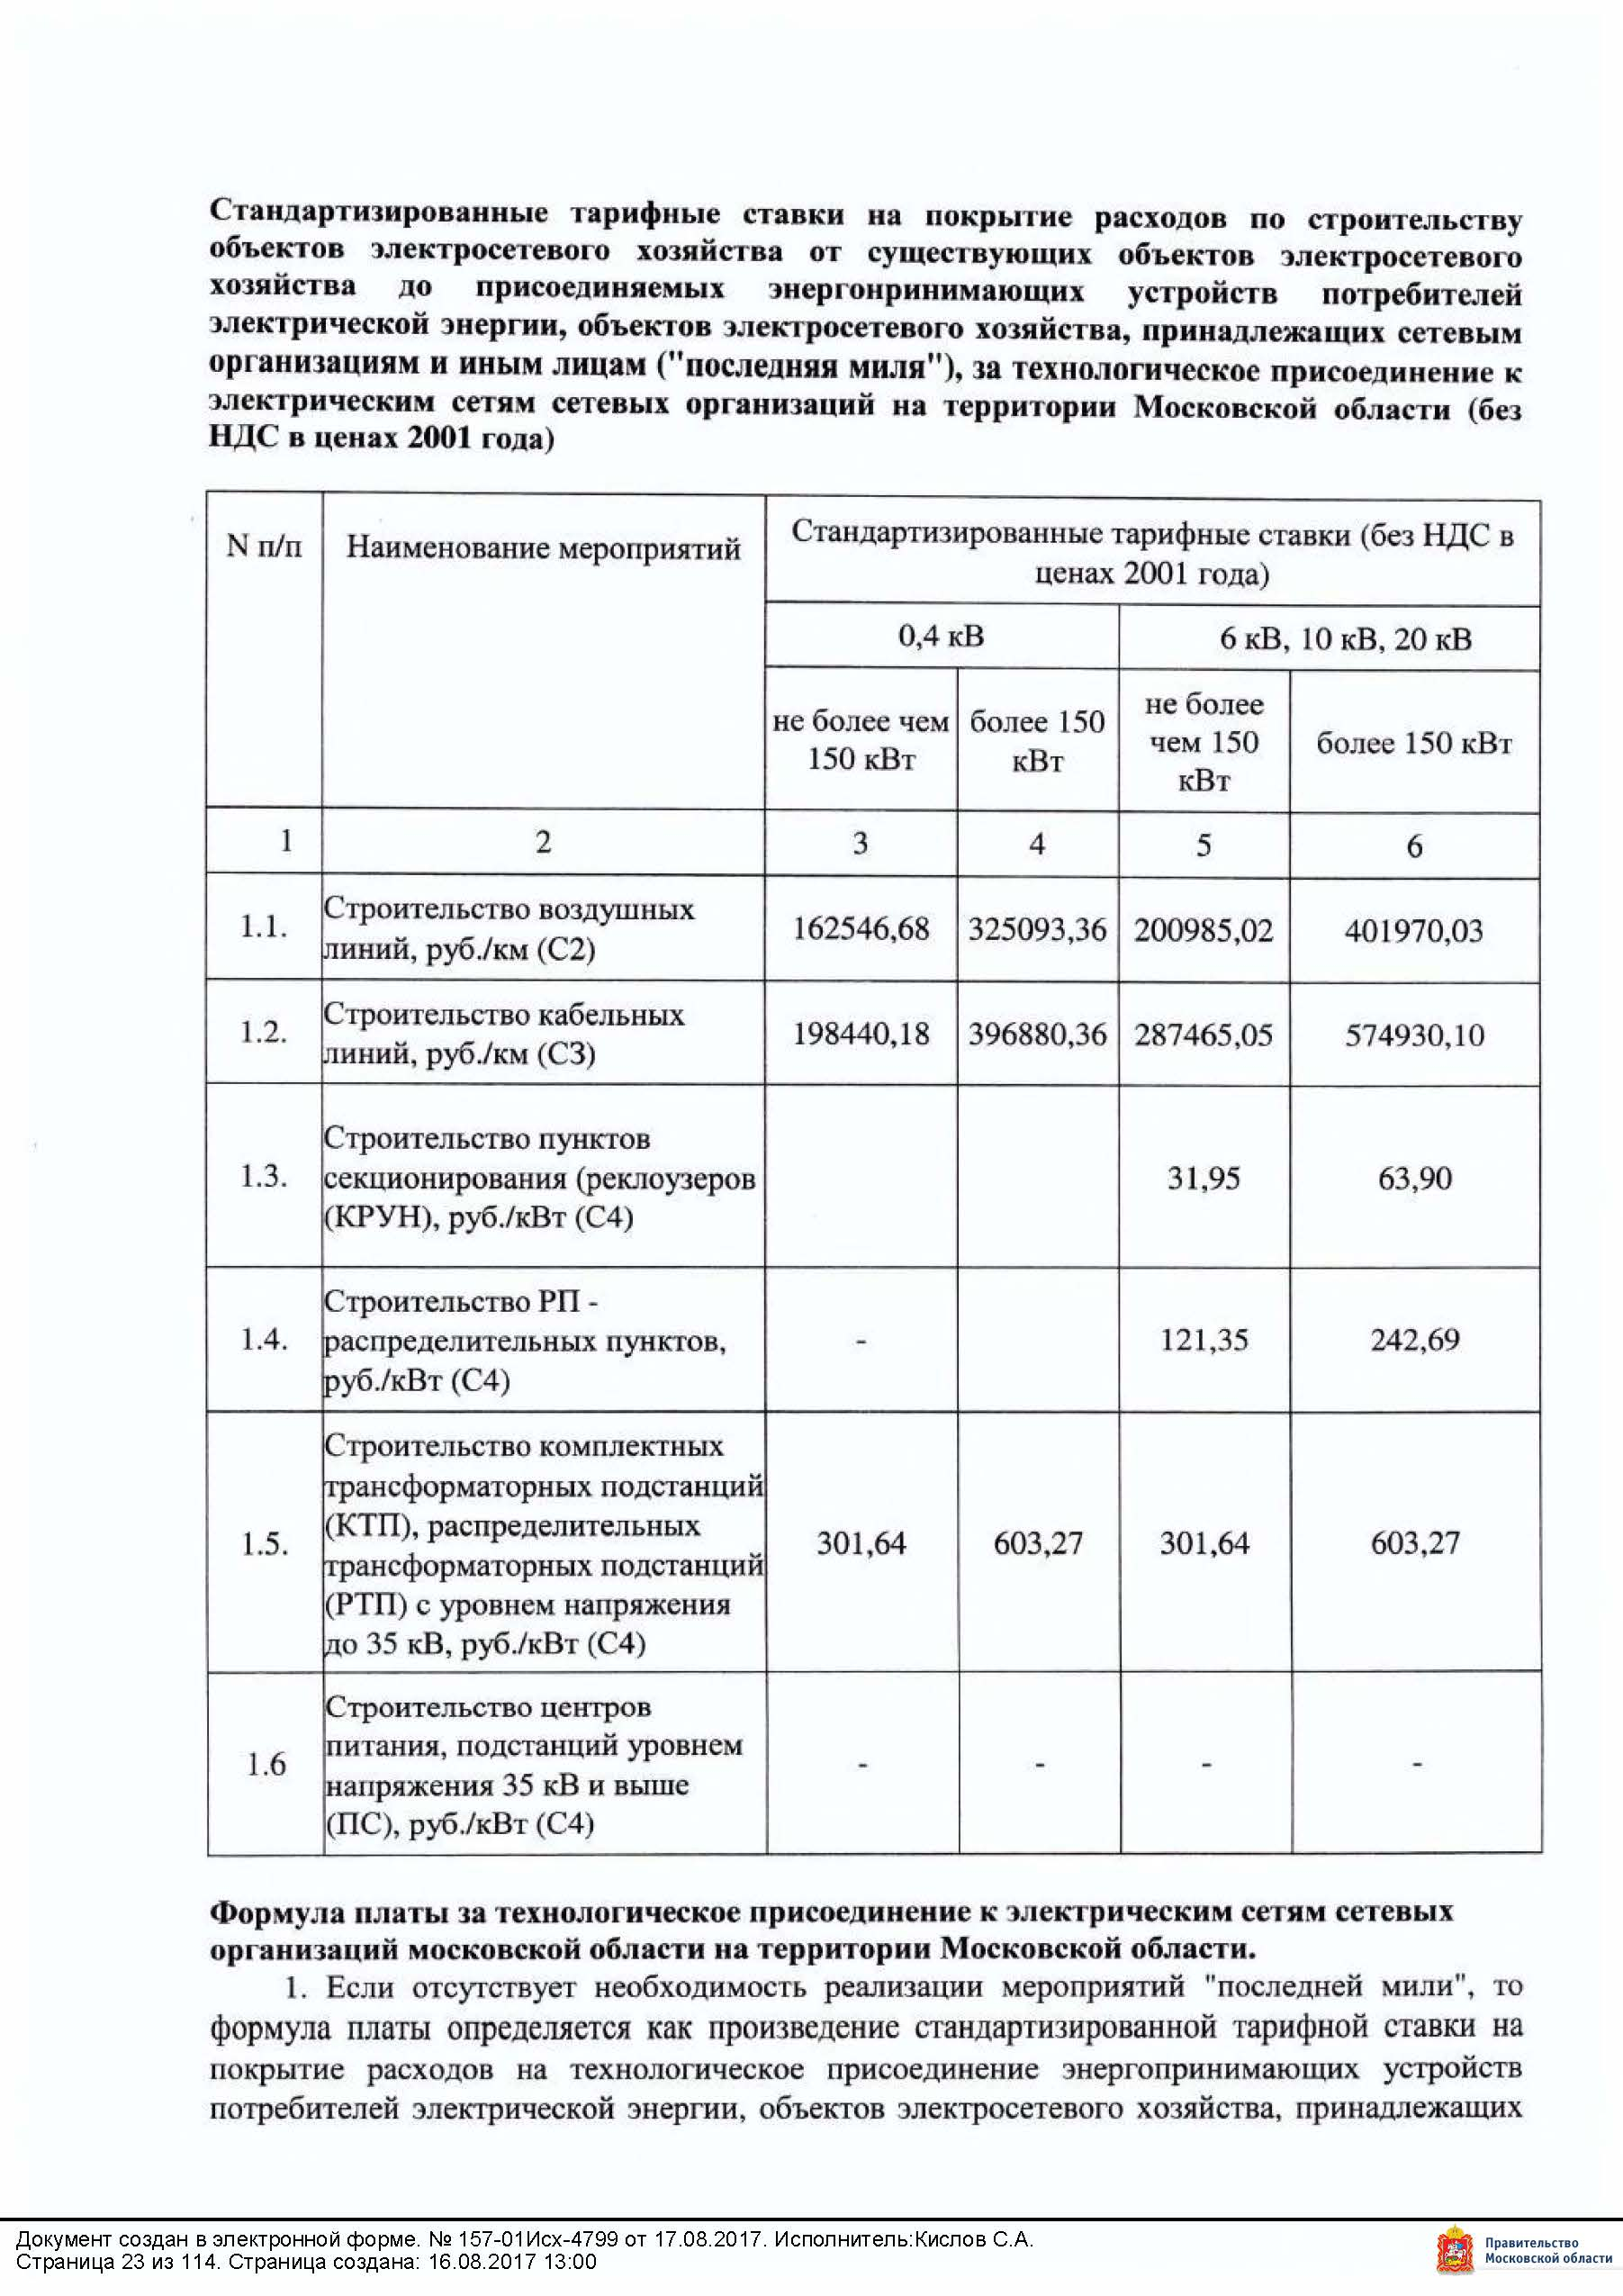 Стандартизированные тарифные ставки на покрытие расходов по строительству
объектов электросетевого хозяйства от существующих объектов электросетевого
хозяйства до присоединяемых энергонринимающих устройств потребителей
электрической энергии, объектов электросетевого хозяйства, принадлежащих сетевым
организациям и иным лицам ("последняя миля"), за технологическое присоединение к
электрическим сетям сетевых организаций на территории Московской области (без
НДС в ценах 2001 года)
N п/п
Наименование мероприятий
Стандартизированные тарифные ставки (без НДС в
ценах 2001 года)
0,4 кВ
6 кВ, 10 кВ, 20 кВ
не более чем
150 кВт
более 150
кВт
не более
чем 150
кВт
более 150 кВт
1 2 3 4 5 6
1.1.
Строительство воздушных
линий, руб./км (С2)
162546,68 325093,36 200985,02 401970,03
1.2.
Строительство кабельных
линий, руб./км (С3)
198440,18 396880,36 287465,05 574930,10
1.3.
Строительство пунктов
секционирования (реклоузеров
(КРУН), руб./кВт (С4)
31,95 63,90
1.4.
Строительство РП -
распределительных пунктов,
руб./кВт (С4)
- 121,35 242,69
1.5.
Строительство комплектных
трансформаторных подстанций
(КТП), распределительных
трансформаторных подстанций
(РТП) с уровнем напряжения
до 35 кВ, руб./кВт (С4)
301,64 603,27 301,64 603,27
1.6
Строительство центров
питания, подстанций уровнем
напряжения 35 кВ и выше
(ПС), руб./кВт (С4)
- - - -
Формула платы за технологическое присоединение к электрическим сетям сетевых
организаций московской области на территории Московской области.
1. Если отсутствует необходимость реализации мероприятий "последней мили", то
формула платы определяется как произведение стандартизированной тарифной ставки на
покрытие расходов на технологическое присоединение энергопринимающих устройств
потребителей электрической энергии, объектов электросетевого хозяйства, принадлежащих
Документ создан в электронной форме. № 157-01Исх-4799 от 17.08.2017. Исполнитель:Кислов С.А.
Страница 23 из 114. Страница создана: 16.08.2017 13:00
Правительство
Московской области